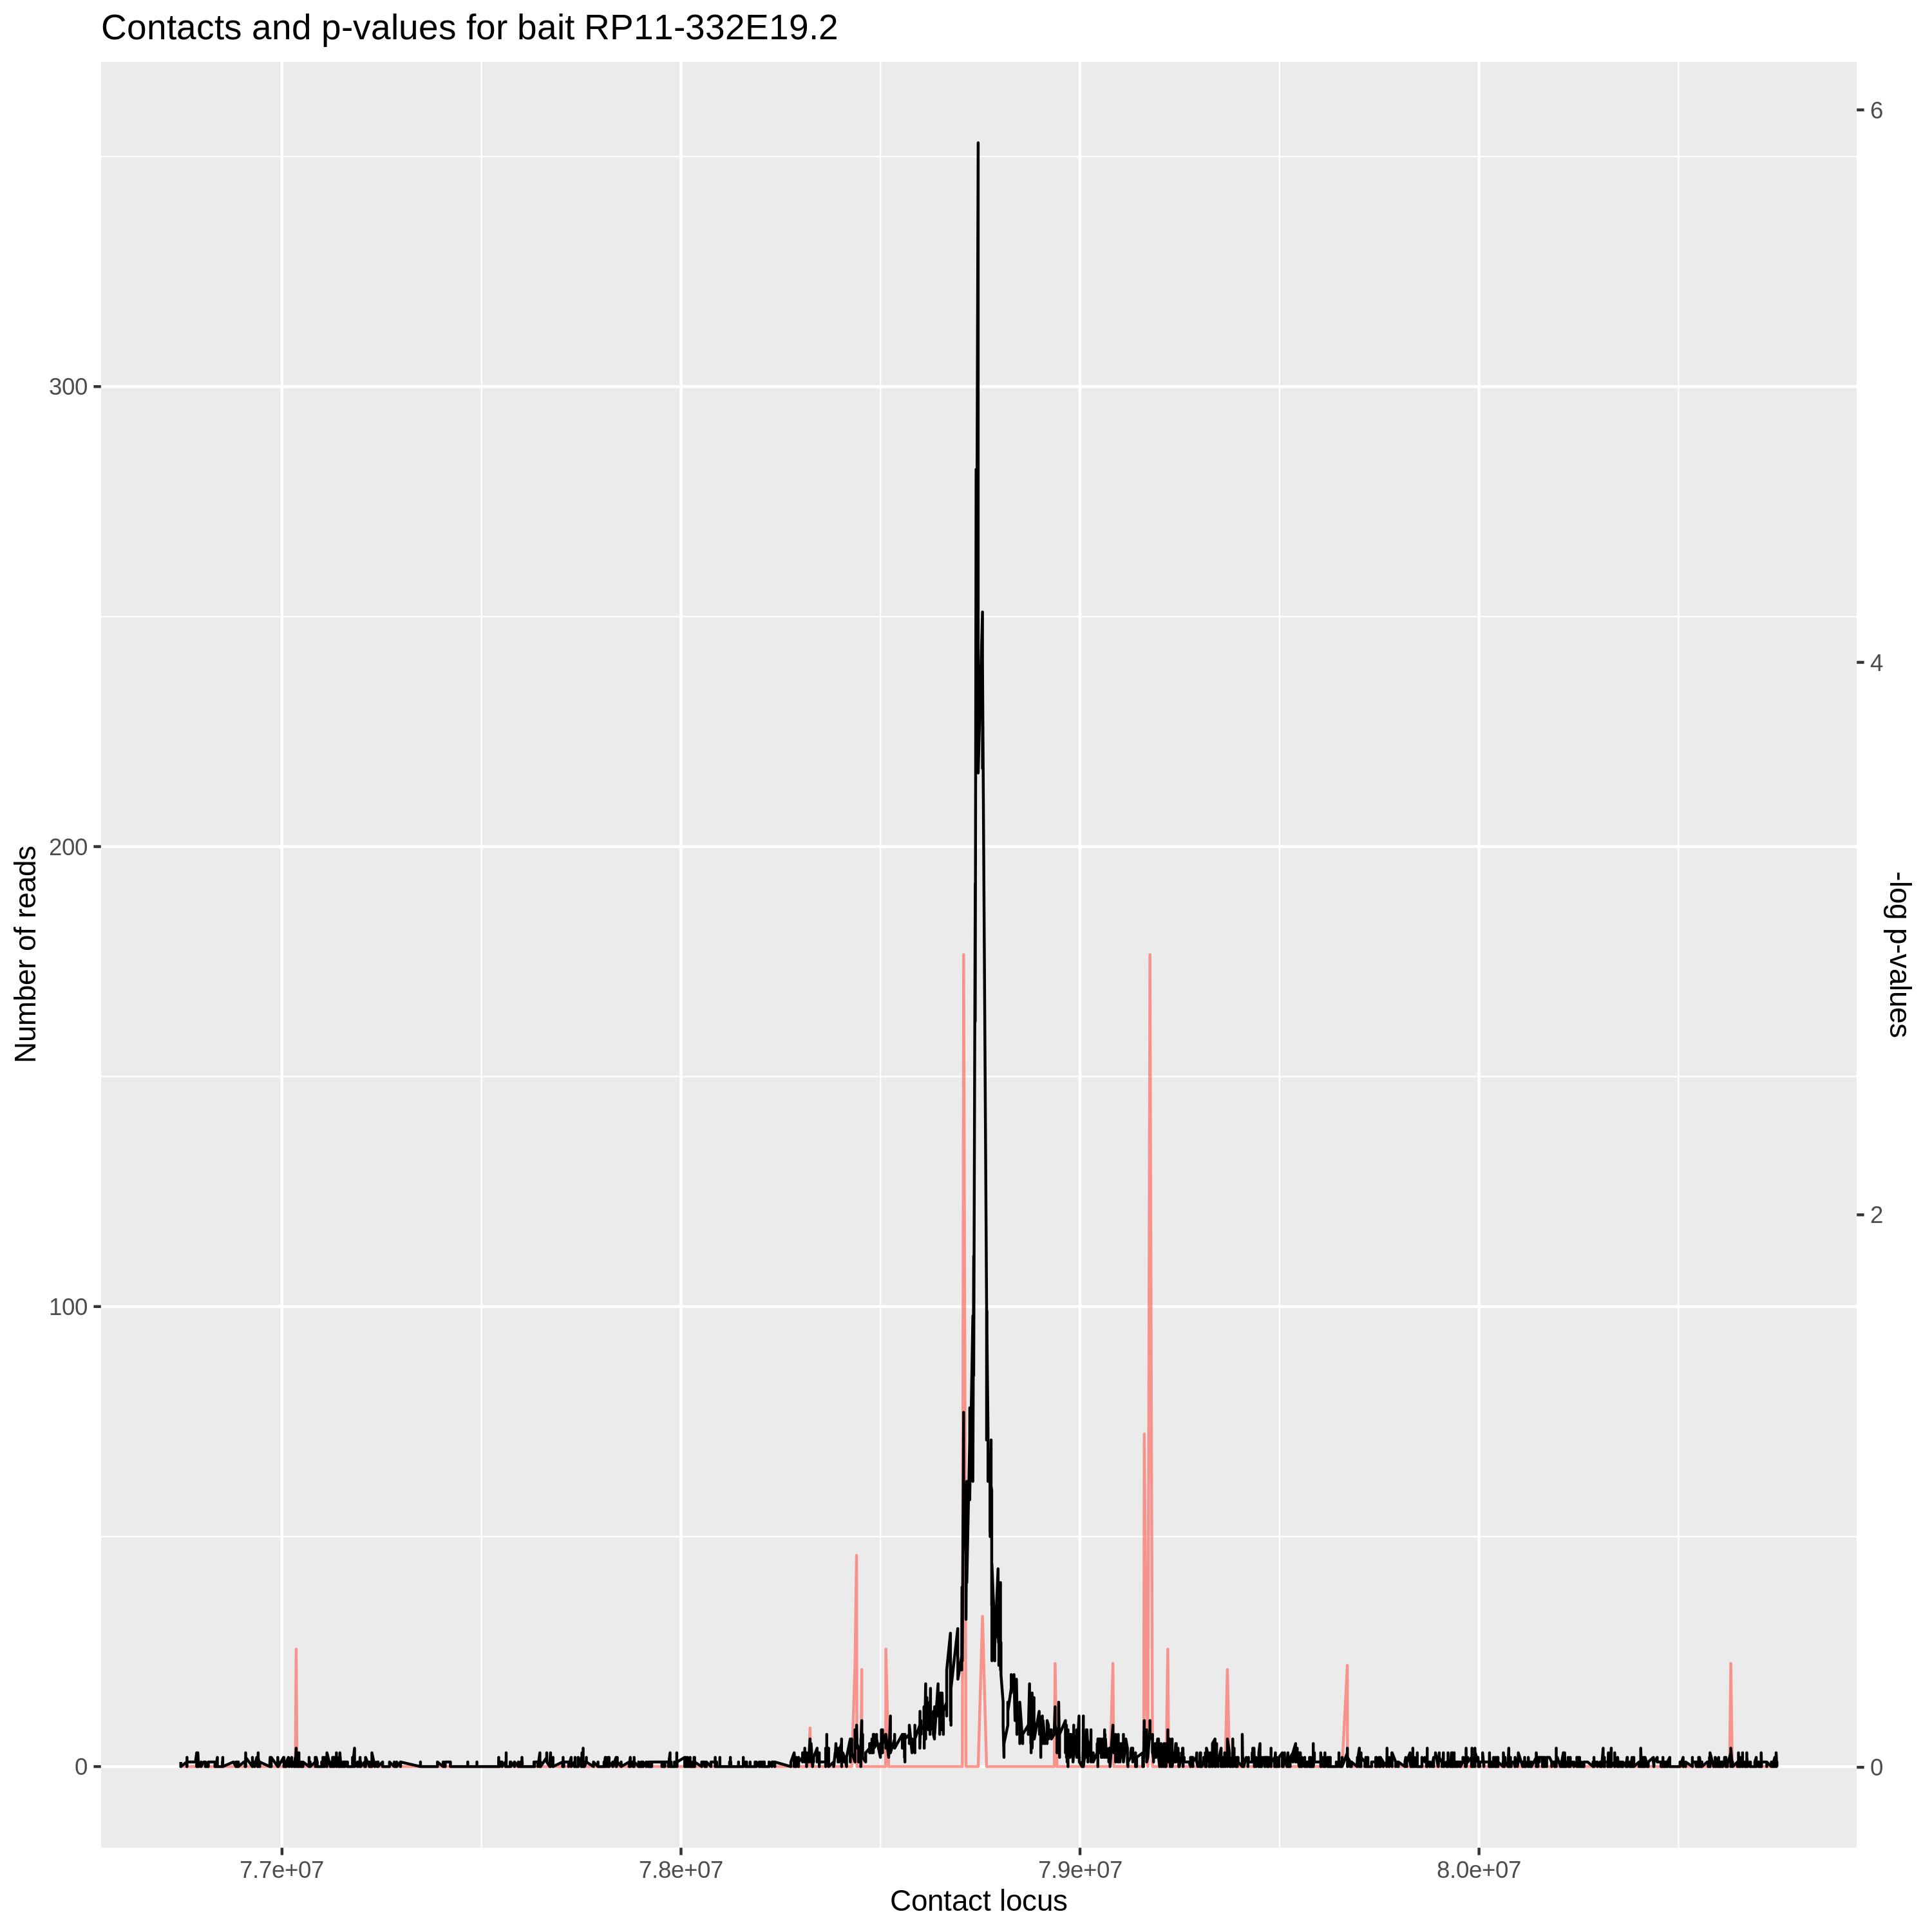 Contacts and p-values for bait RP11-332E19.2
Number of reads
300
200
100
0
6
4
2
0
-log p-values
7.7e+07
7.8e+07
7.9e+07
8.0e+07
Contact locus